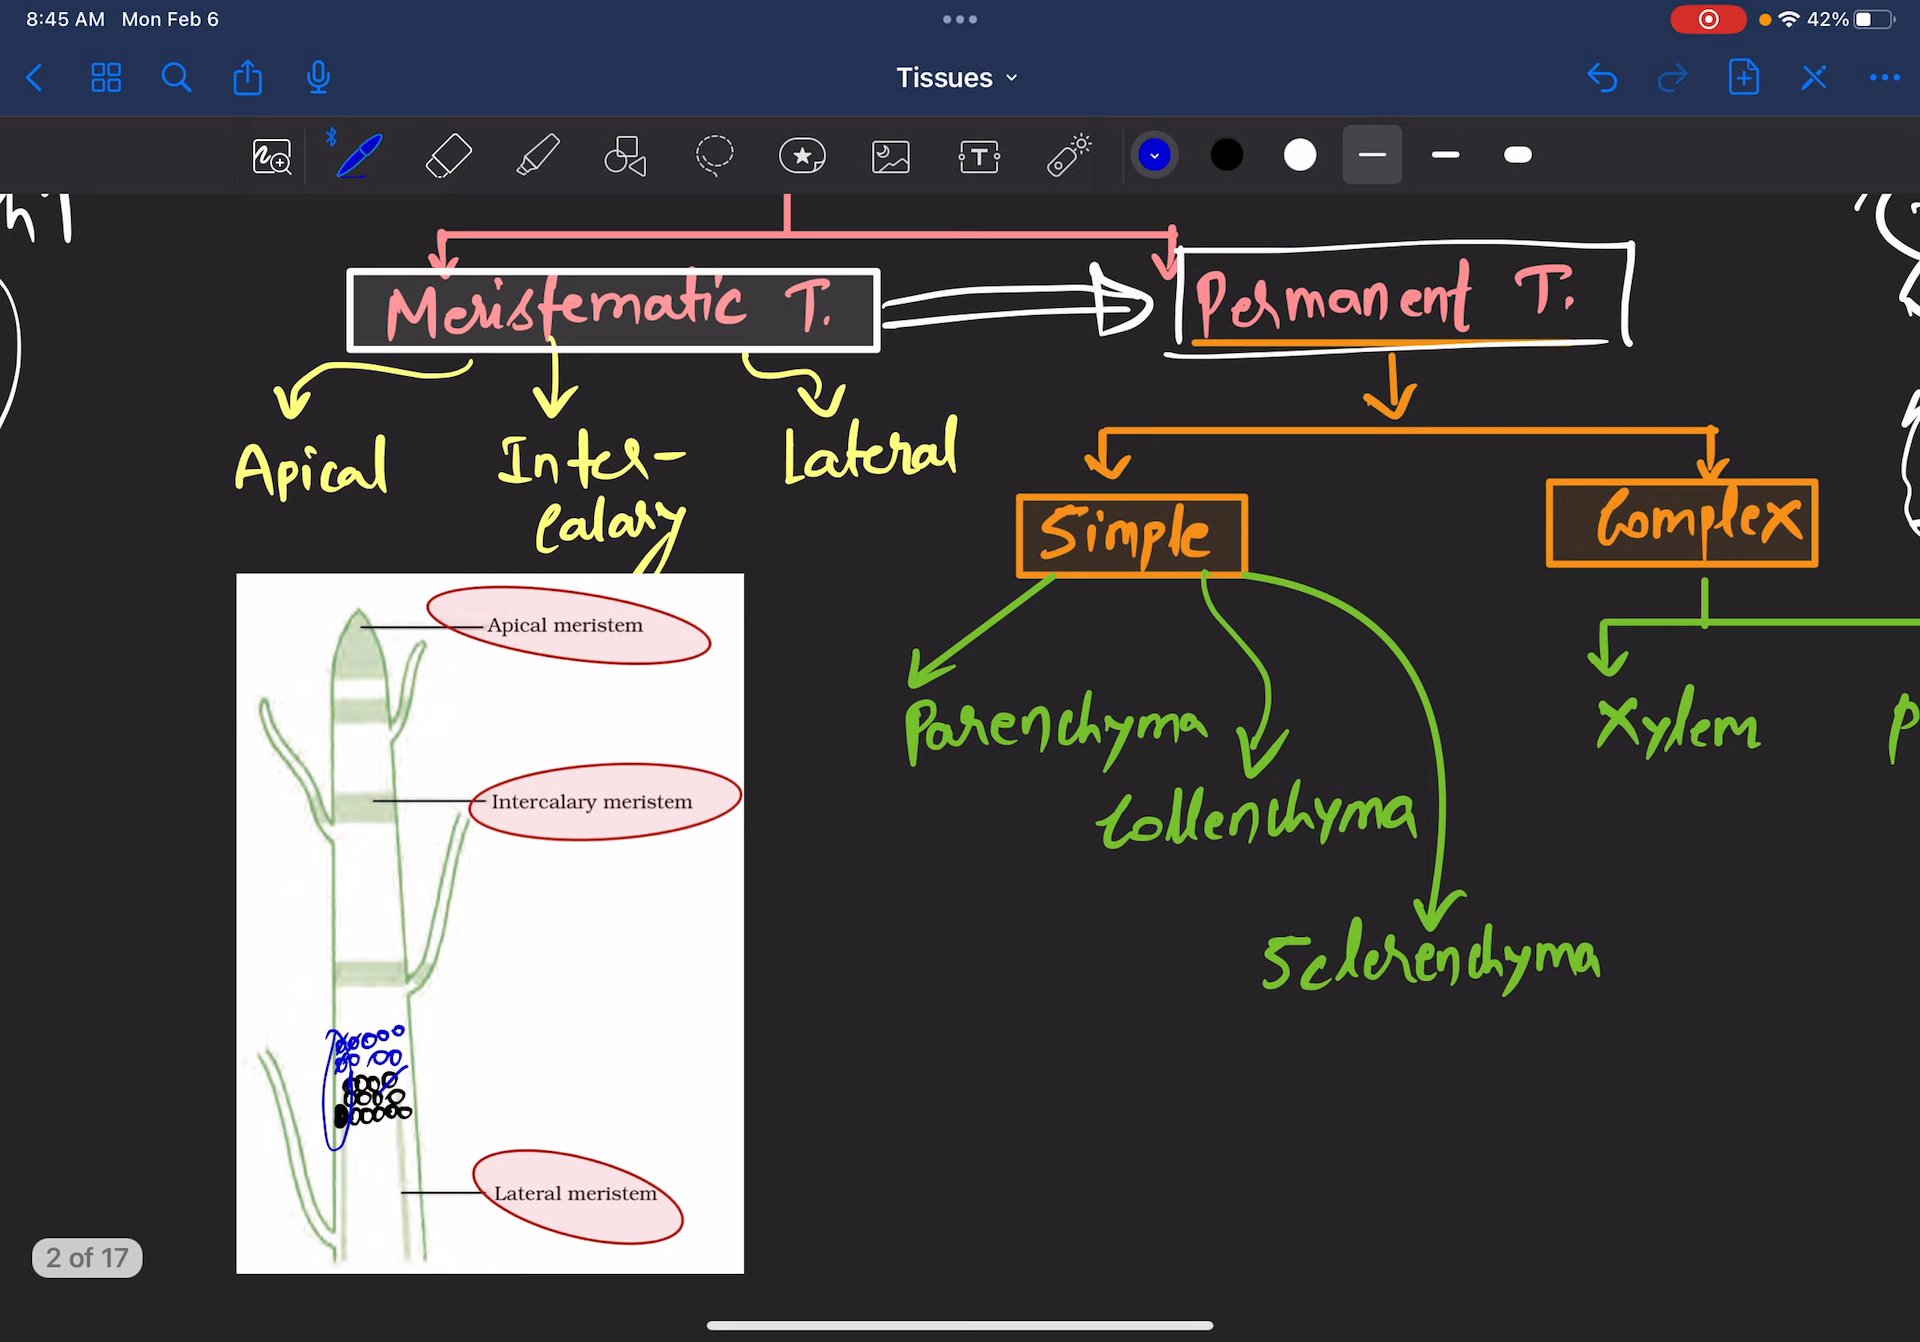 8:45 AM Mon Feb 6
42%
Tissues
Meristematic T.
Permanent T.
Apical
Inter-
calary
Lateral
Simple
Complex
Parenchyma
Collenchyma
Sclerenchyma
Xylem
Apical meristem
Intercalary meristem
Lateral meristem
2 of 17